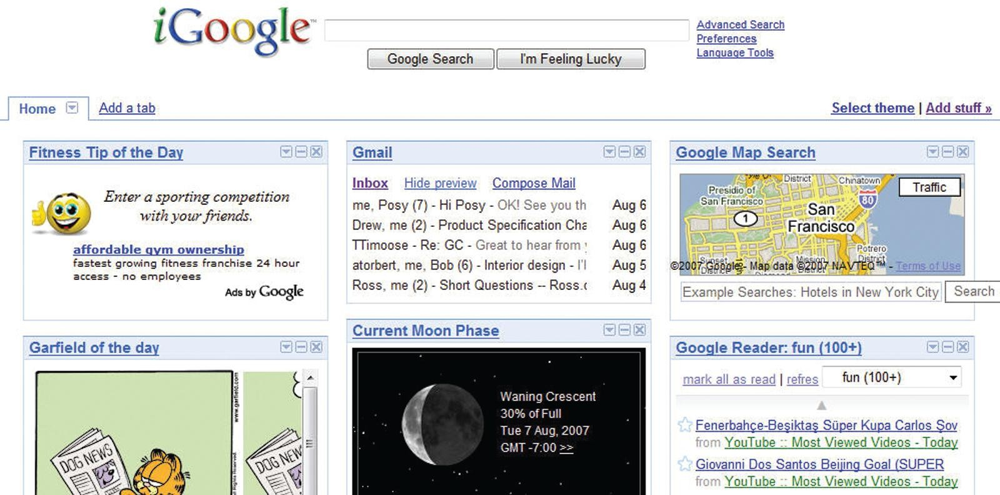 iGoogle™
Advanced Search
Preferences
Language Tools
Google Search
I'm Feeling Lucky
Home
Add a tab
Select theme | Add stuff »
Fitness Tip of the Day
Enter a sporting competition
with your friends.
affordable gym ownership
fastest growing fitness franchise 24 hour
access - no employees
Ads by Google
Garfield of the day
DOG NEWS
www.garfield.com
DOG NEWS
Gmail
Inbox Hide preview Compose Mail
me, Posy (7) - Hi Posy - OK! See you th Aug 6
Drew, me (2) - Product Specification Cha Aug 6
TTimoose - Re: GC - Great to hear from Aug 6
atorbert, me, Bob (6) - Interior design - I'l Aug 5
Ross, me (2) - Short Questions -- Ross. Aug 4
Current Moon Phase
Waning Crescent
30% of Full
Tue 7 Aug, 2007
GMT -7:00 >>
Google Map Search
District
Chinatown
Traffic
Presidio of
San Francisco
80
1
San
Francisco
Potrero
District
Sunset
District
Mission
District
©2007 Google - Map data ©2007 NAVTEQ™ - Terms of Use
Example Searches: Hotels in New York City
Search
Google Reader: fun (100+)
mark all as read | refres
fun (100+)
Fenerbahçe-Beşiktaş Süper Kupa Carlos Şov
from YouTube :: Most Viewed Videos - Today
Giovanni Dos Santos Beijing Goal (SUPER
from YouTube :: Most Viewed Videos - Today